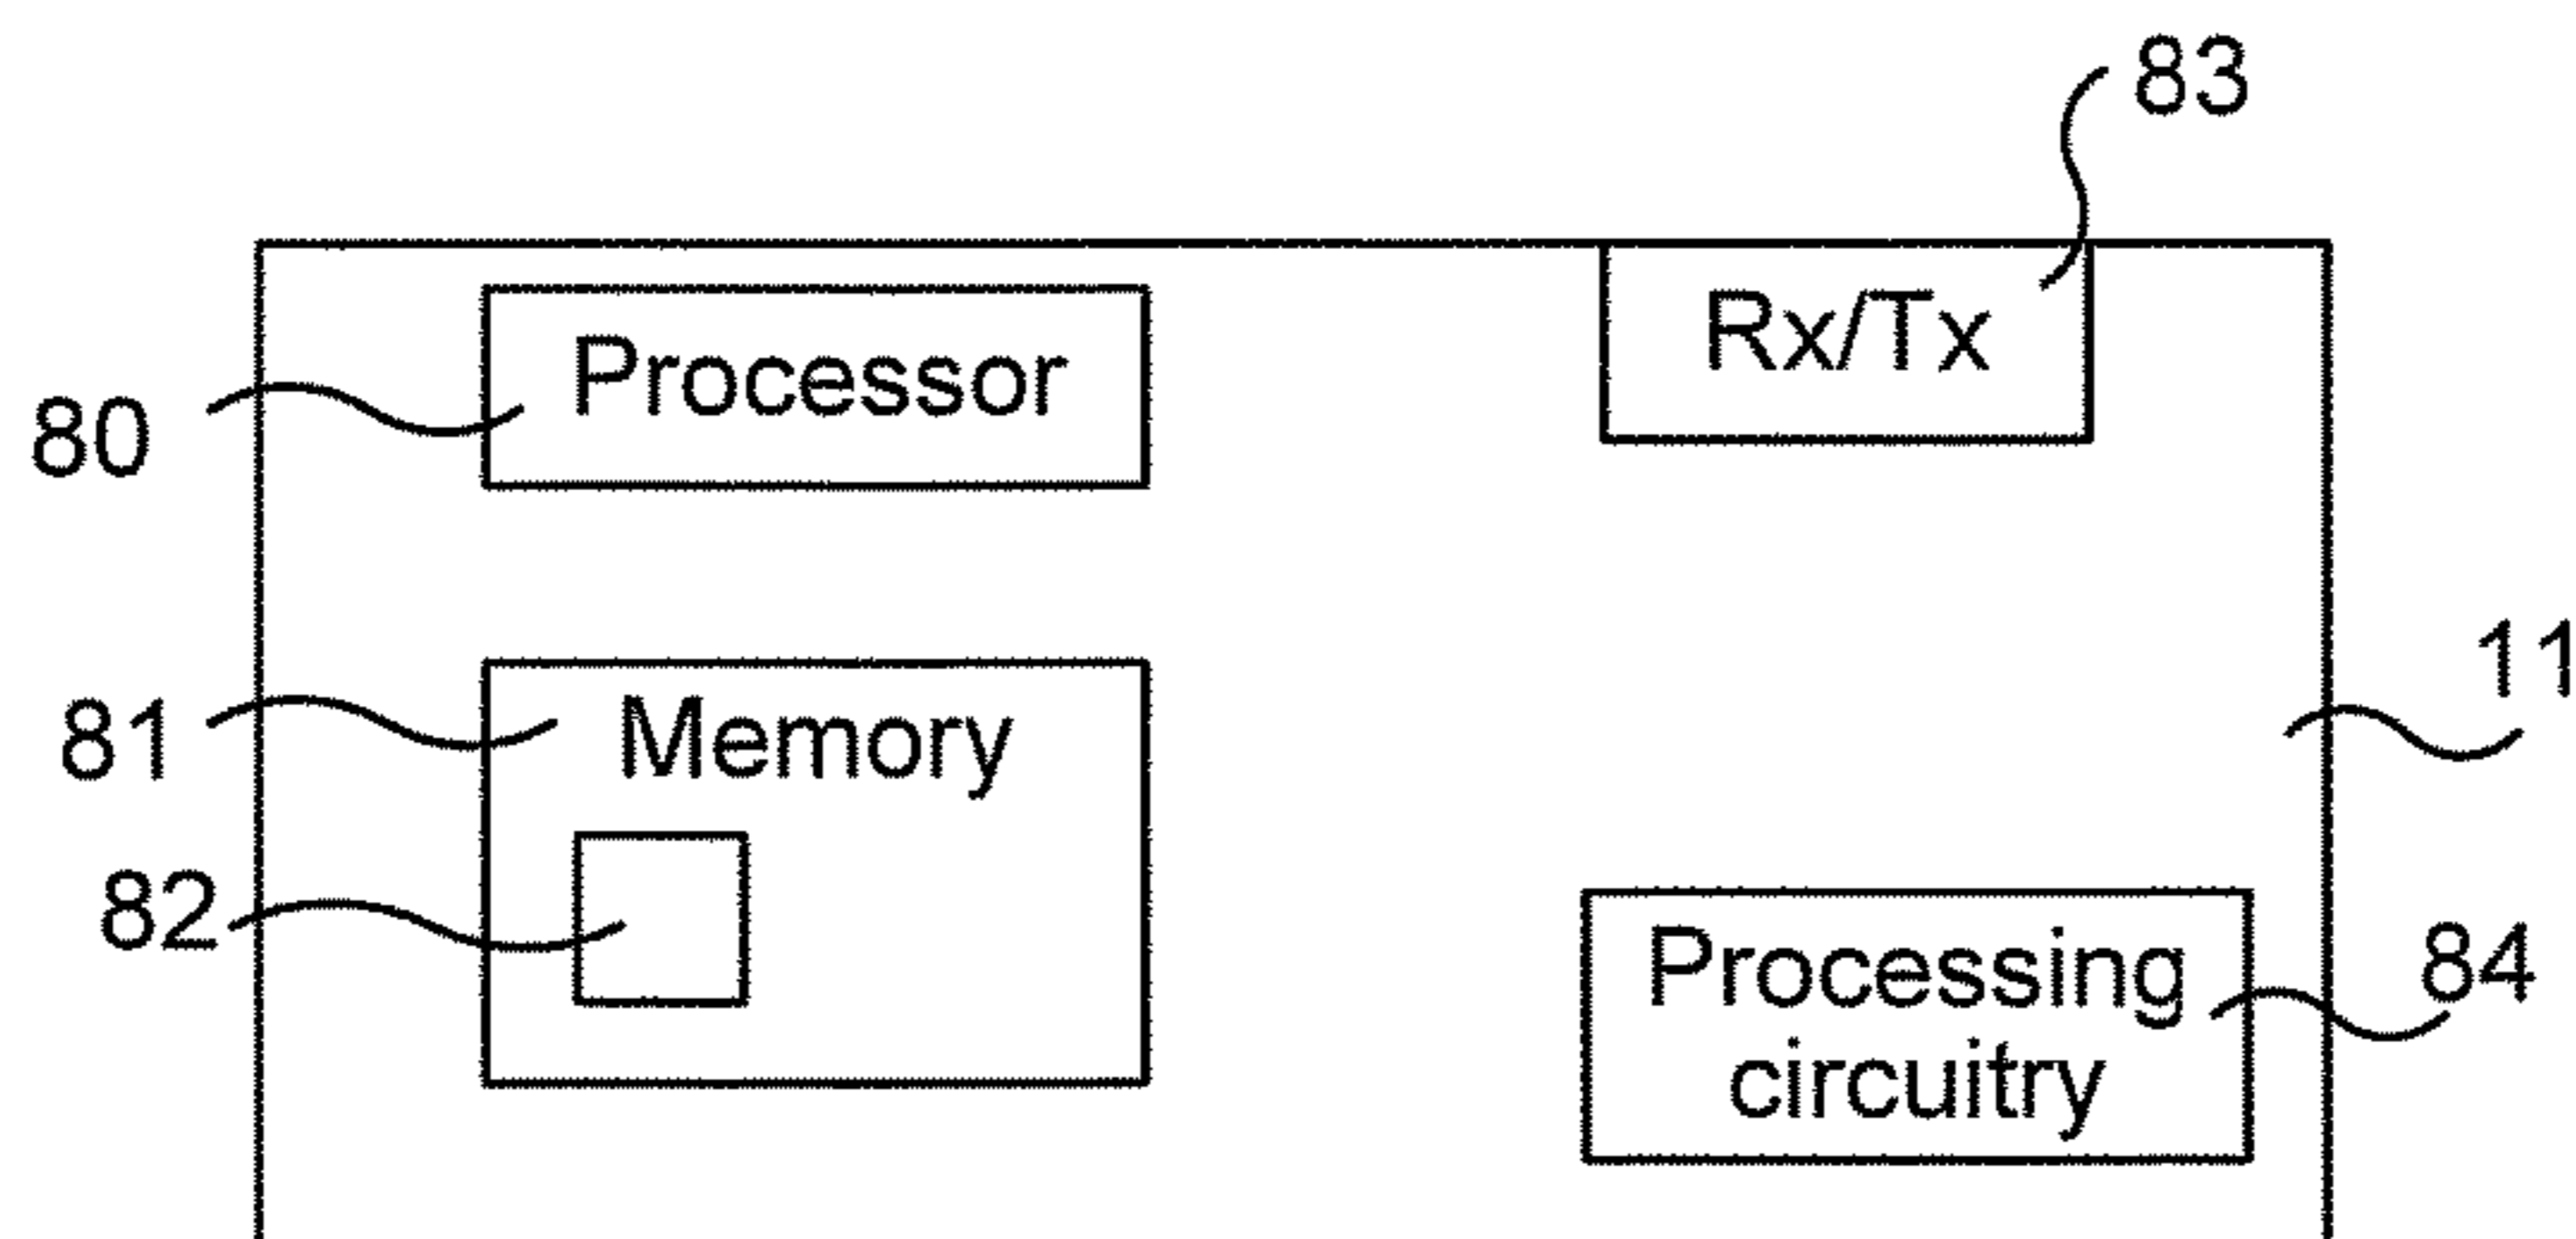 83
Rx/Tx
Processor
80
11
Memory
81
82
84
Processing
circuitry